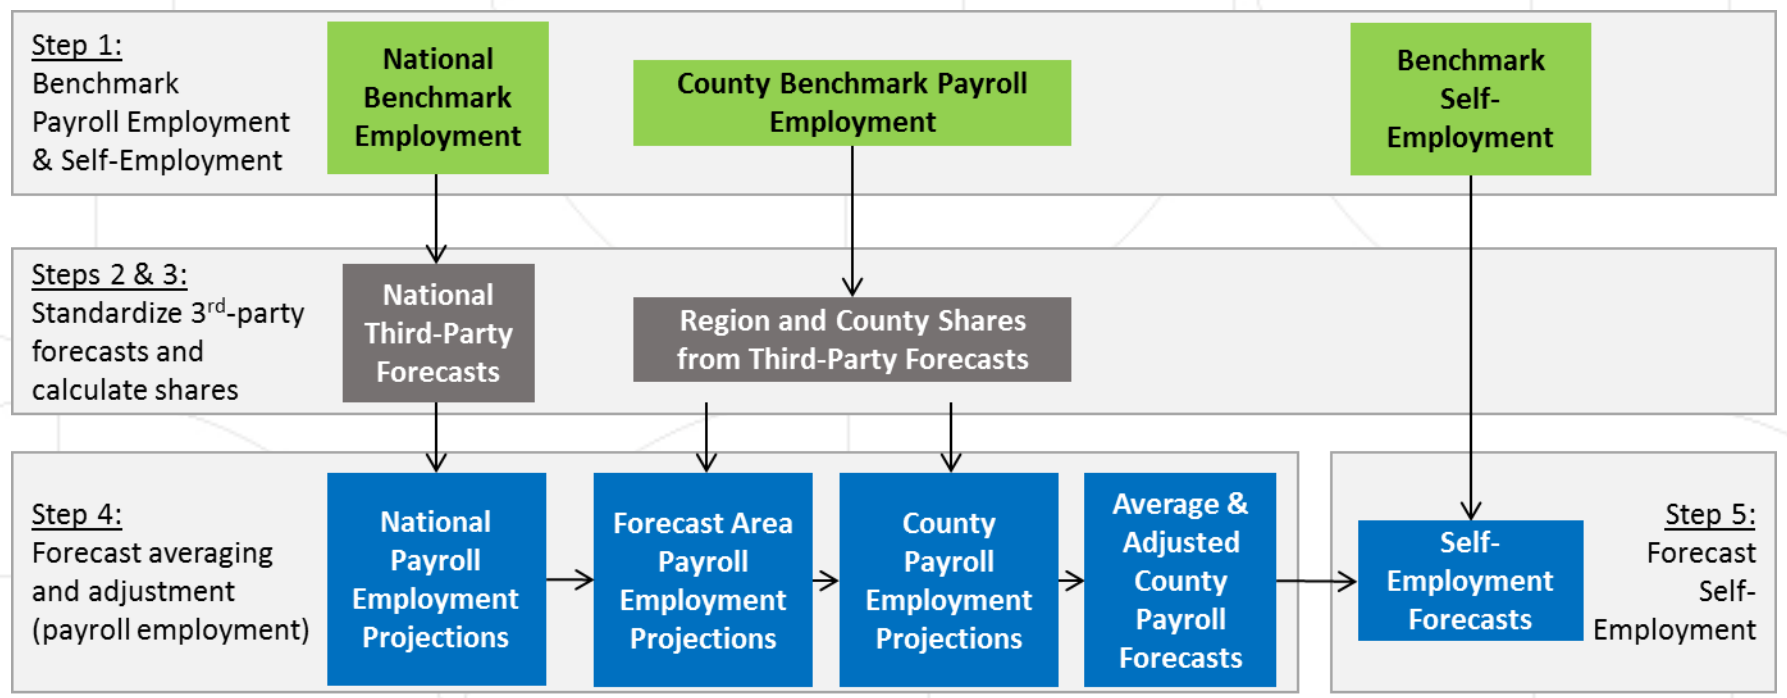 Step 1:
Benchmark
Payroll Employment
& Self-Employment
National
Benchmark
Employment
County Benchmark Payroll
Employment
Benchmark
Self-
Employment
Steps 2 & 3:
Standardize 3rd-party
forecasts and
calculate shares
National
Third-Party
Forecasts
Region and County Shares
from Third-Party Forecasts
Step 4:
Forecast averaging
and adjustment
(payroll employment)
National
Payroll
Employment
Projections
Forecast Area
Payroll
Employment
Projections
County
Payroll
Employment
Projections
Average &
Adjusted
County
Payroll
Forecasts
Self-
Employment
Forecasts
Step 5:
Forecast
Self-
Employment